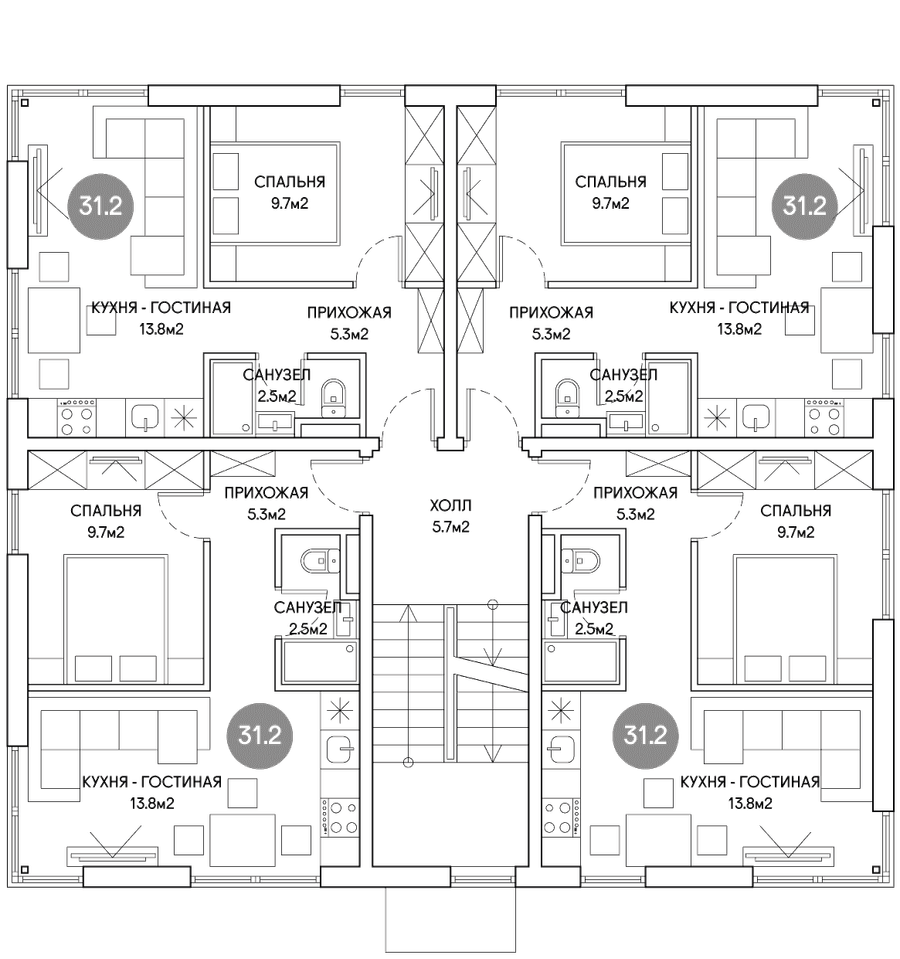 СПАЛЬНЯ
9.7м2
31.2
КУХНЯ - ГОСТИНАЯ
13.8м2
ПРИХОЖАЯ
5.3м2
САНУЗЕЛ
2.5м2
СПАЛЬНЯ
9.7м2
31.2
ПРИХОЖАЯ
5.3м2
КУХНЯ - ГОСТИНАЯ
13.8м2
САНУЗЕЛ
2.5м2
СПАЛЬНЯ
9.7м2
ПРИХОЖАЯ
5.3м2
ХОЛЛ
5.7м2
ПРИХОЖАЯ
5.3м2
СПАЛЬНЯ
9.7м2
САНУЗЕЛ
2.5м2
САНУЗЕЛ
2.5м2
31.2
КУХНЯ - ГОСТИНАЯ
13.8м2
31.2
КУХНЯ - ГОСТИНАЯ
13.8м2